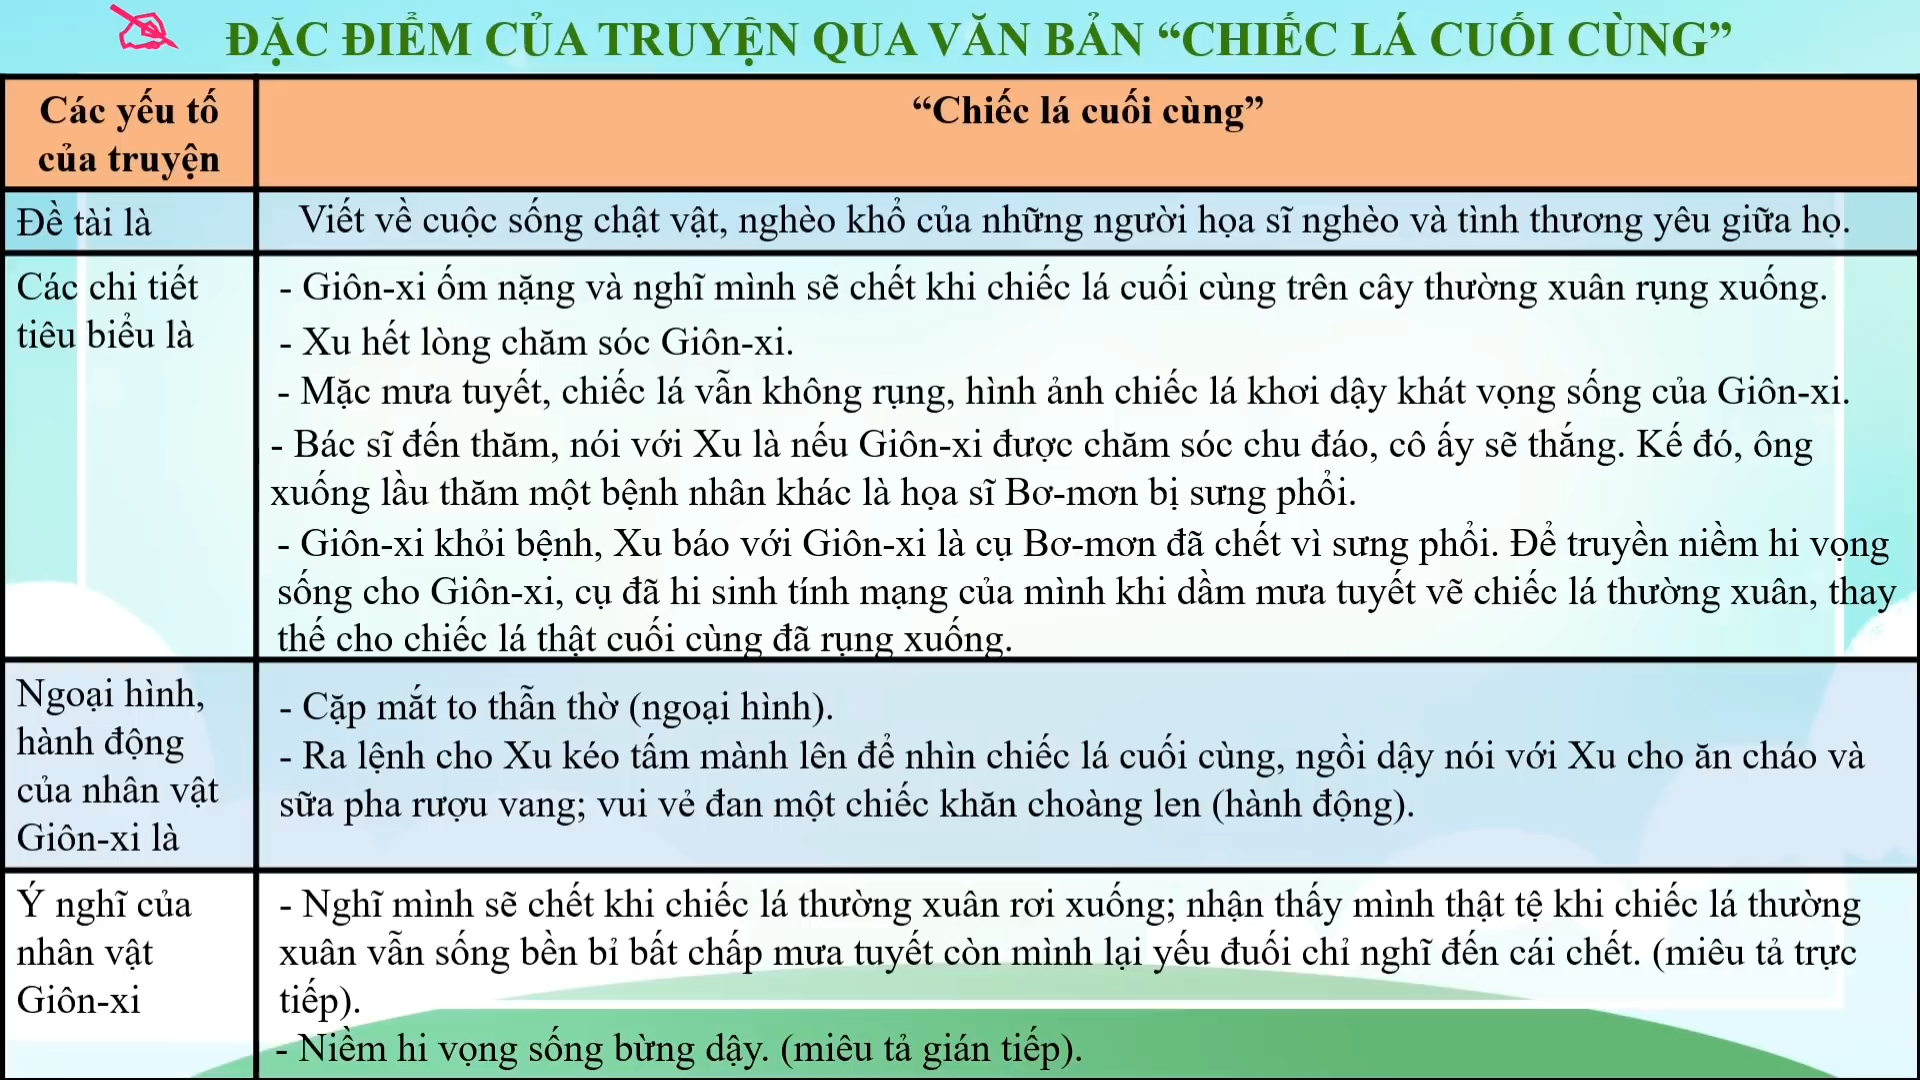 ĐẶC ĐIỂM CỦA TRUYỆN QUA VĂN BẢN “CHIẾC LÁ CUỐI CÙNG”
Các yếu tố
của truyện
“Chiếc lá cuối cùng”
Đề tài là
Viết về cuộc sống chật vật, nghèo khổ của những người họa sĩ nghèo và tình thương yêu giữa họ.
Các chi tiết
tiêu biểu là
- Giôn-xi ốm nặng và nghĩ mình sẽ chết khi chiếc lá cuối cùng trên cây thường xuân rụng xuống.
- Xu hết lòng chăm sóc Giôn-xi.
- Mặc mưa tuyết, chiếc lá vẫn không rụng, hình ảnh chiếc lá khơi dậy khát vọng sống của Giôn-xi.
- Bác sĩ đến thăm, nói với Xu là nếu Giôn-xi được chăm sóc chu đáo, cô ấy sẽ thắng. Kế đó, ông
xuống lầu thăm một bệnh nhân khác là họa sĩ Bơ-mơn bị sưng phổi.
- Giôn-xi khỏi bệnh, Xu báo với Giôn-xi là cụ Bơ-mơn đã chết vì sưng phổi. Để truyền niềm hi vọng
sống cho Giôn-xi, cụ đã hi sinh tính mạng của mình khi dầm mưa tuyết vẽ chiếc lá thường xuân, thay
thế cho chiếc lá thật cuối cùng đã rụng xuống.
Ngoại hình,
hành động
của nhân vật
Giôn-xi là
- Cặp mắt to thẫn thờ (ngoại hình).
- Ra lệnh cho Xu kéo tấm mành lên để nhìn chiếc lá cuối cùng, ngồi dậy nói với Xu cho ăn cháo và
sữa pha rượu vang; vui vẻ đan một chiếc khăn choàng len (hành động).
Ý nghĩ của
nhân vật
Giôn-xi
- Nghĩ mình sẽ chết khi chiếc lá thường xuân rơi xuống; nhận thấy mình thật tệ khi chiếc lá thường
xuân vẫn sống bền bỉ bất chấp mưa tuyết còn mình lại yếu đuối chỉ nghĩ đến cái chết. (miêu tả trực
tiếp).
- Niềm hi vọng sống bừng dậy. (miêu tả gián tiếp).